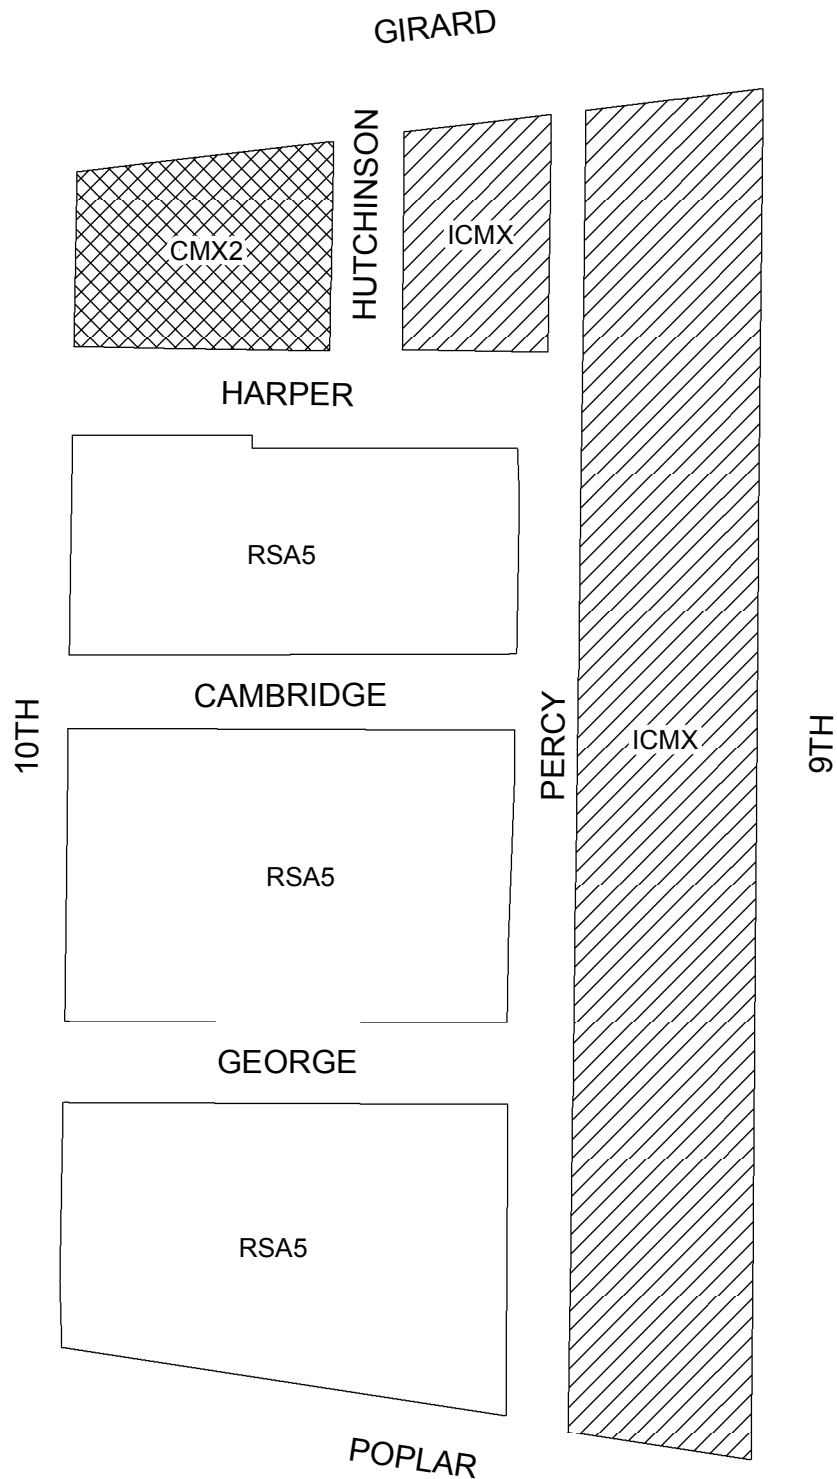 GIRARD
HUTCHINSON
CMX2
ICMX
HARPER
RSA5
CAMBRIDGE
10TH
PERCY
ICMX
9TH
RSA5
GEORGE
RSA5
POPLAR